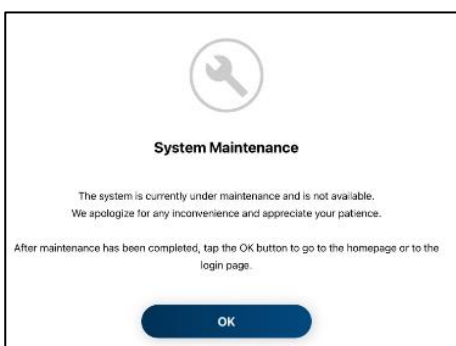 System Maintenance
The system is currently under maintenance and is not available.
We apologize for any inconvenience and appreciate your patience.
After maintenance has been completed, tap the OK button to go to the homepage or to the
login page.
OK